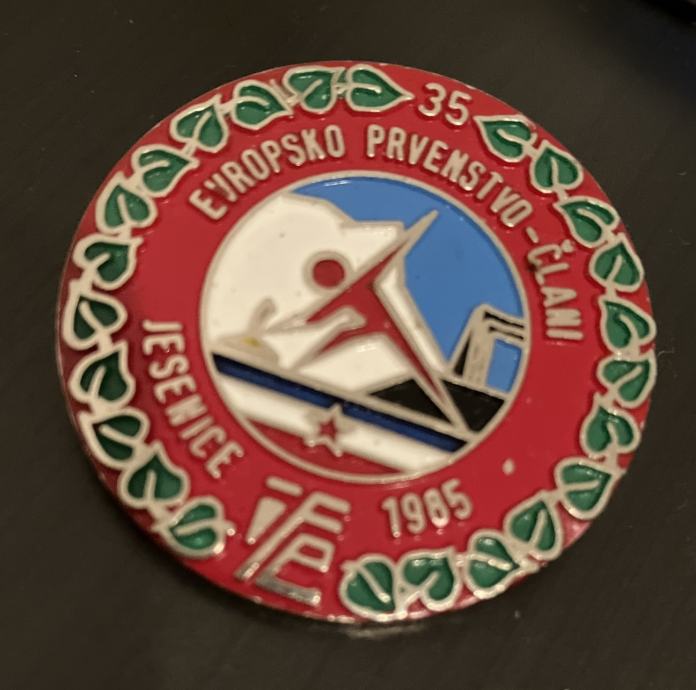 35
EVROPSKO PRVENSTVO-ČLANI
JESENICE
1985